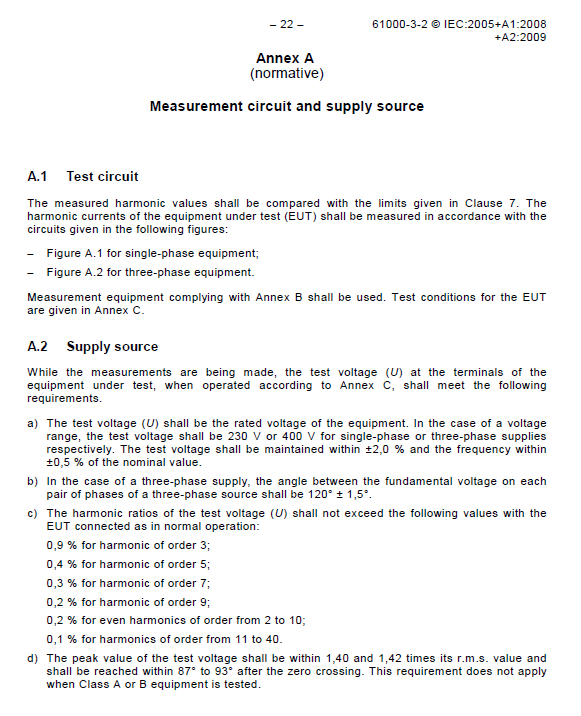 – 22 –
61000-3-2 © IEC:2005+A1:2008
+A2:2009
Annex A
(normative)
Measurement circuit and supply source
A.1 Test circuit
The measured harmonic values shall be compared with the limits given in Clause 7. The
harmonic currents of the equipment under test (EUT) shall be measured in accordance with the
circuits given in the following figures:
– Figure A.1 for single-phase equipment;
– Figure A.2 for three-phase equipment.
Measurement equipment complying with Annex B shall be used. Test conditions for the EUT
are given in Annex C.
A.2 Supply source
While the measurements are being made, the test voltage (U) at the terminals of the
equipment under test, when operated according to Annex C, shall meet the following
requirements.
a) The test voltage (U) shall be the rated voltage of the equipment. In the case of a voltage
range, the test voltage shall be 230 V or 400 V for single-phase or three-phase supplies
respectively. The test voltage shall be maintained within ±2,0 % and the frequency within
±0,5 % of the nominal value.
b) In the case of a three-phase supply, the angle between the fundamental voltage on each
pair of phases of a three-phase source shall be 120° ± 1,5°.
c) The harmonic ratios of the test voltage (U) shall not exceed the following values with the
EUT connected as in normal operation:
0,9 % for harmonic of order 3;
0,4 % for harmonic of order 5;
0,3 % for harmonic of order 7;
0,2 % for harmonic of order 9;
0,2 % for even harmonics of order from 2 to 10;
0,1 % for harmonics of order from 11 to 40.
d) The peak value of the test voltage shall be within 1,40 and 1,42 times its r.m.s. value and
shall be reached within 87° to 93° after the zero crossing. This requirement does not apply
when Class A or B equipment is tested.